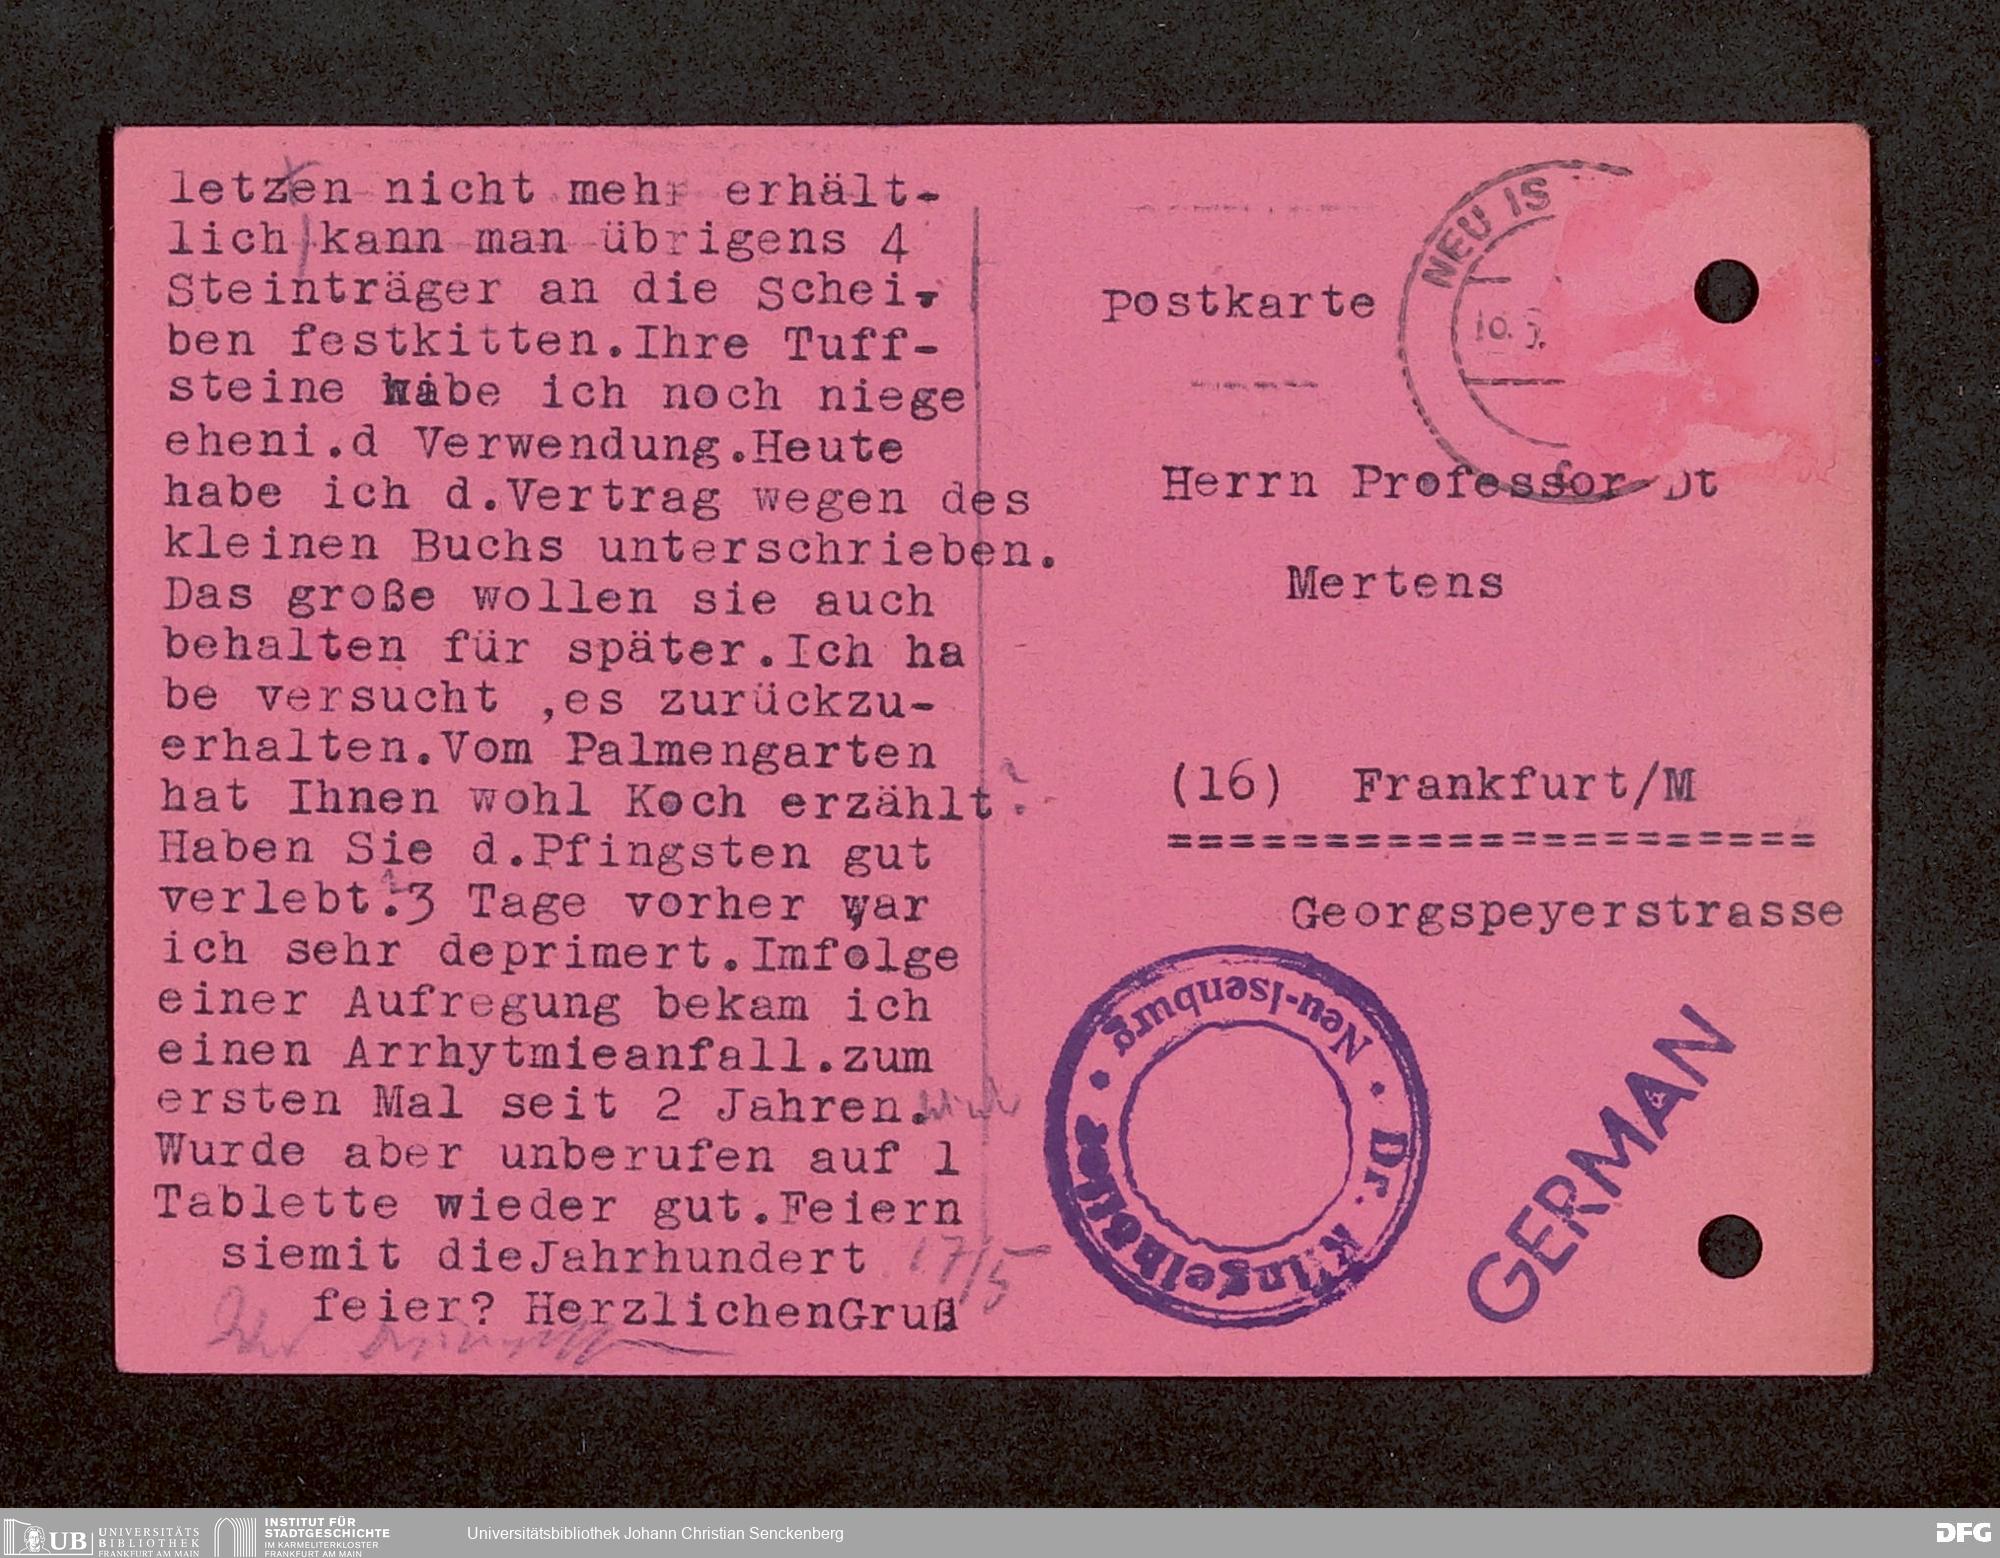 letzen nicht mehr erhält-
lich kann man übrigens 4
Steinträger an die Schei-
ben festkitten.Ihre Tuff-
steine habe ich noch niege
eheni.d Verwendung.Heute
habe ich d.Vertrag wegen des
kleinen Buchs unterschrieben.
Das große wollen sie auch
behalten für später.Ich ha
be versucht ,es zurückzu-
erhalten.Vom Palmengarten
hat Ihnen wohl Koch erzählt?
Haben Sie d.Pfingsten gut
verlebt?3 Tage vorher war
ich sehr deprimert.Imfolge
einer Aufregung bekam ich
einen Arrhytmieanfall.zum
ersten Mal seit 2 Jahren.
Wurde aber unberufen auf 1
Tablette wieder gut.Feiern
siemit dieJahrhundert
feier? HerzlichenGruß
17/5
Ihr
Postkarte
NEU IS
10.
Herrn Professor Dt
Mertens
(16) Frankfurt/M
=====================
Georgspeyerstrasse
Dr. Klingelhöffer • Neu-Isenburg •
GERMAN
UB UNIVERSITÄTS
BIBLIOTHEK
FRANKFURT AM MAIN
INSTITUT FÜR
STADTGESCHICHTE
IM KARMELITERKLOSTER
FRANKFURT AM MAIN
Universitätsbibliothek Johann Christian Senckenberg
DFG